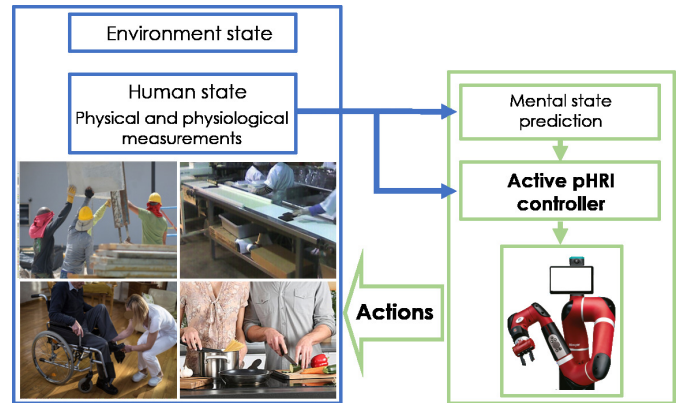 Environment state
Human state
Physical and physiological
measurements
Mental state
prediction
Active pHRI
controller
Actions